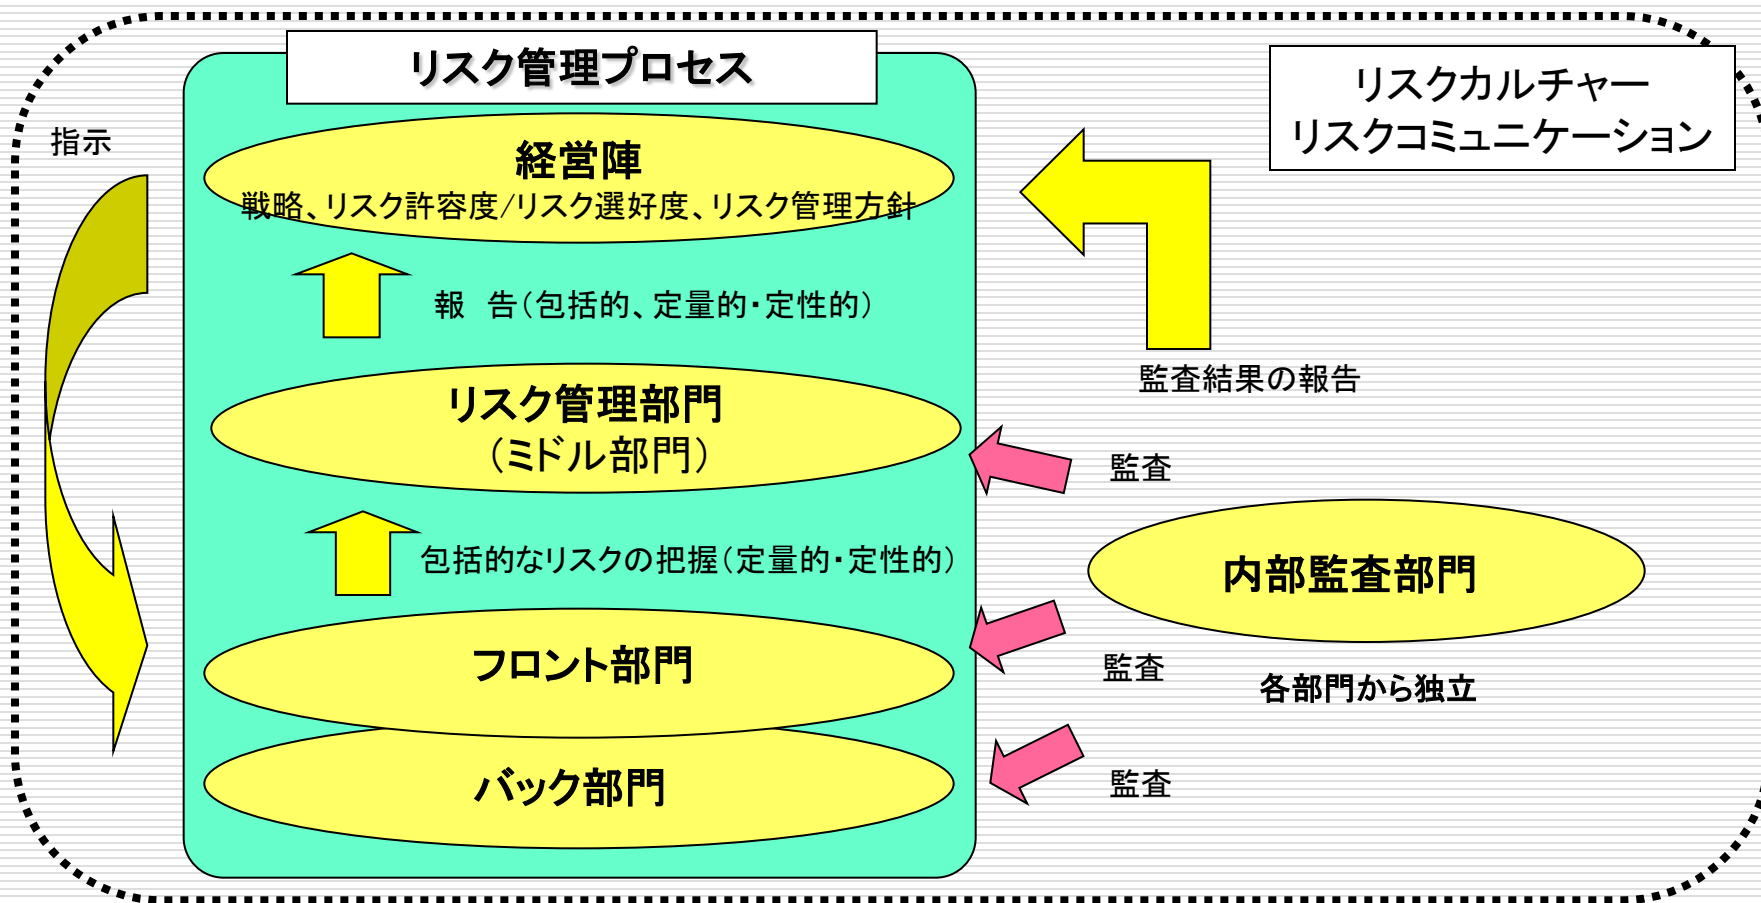 リスク管理プロセス
リスクカルチャー
リスクコミュニケーション
指示
経営陣
戦略、リスク許容度/リスク選好度、リスク管理方針
報　告(包括的、定量的・定性的)
監査結果の報告
リスク管理部門
(ミドル部門)
監査
包括的なリスクの把握(定量的・定性的)
内部監査部門
フロント部門
監査
各部門から独立
バック部門
監査